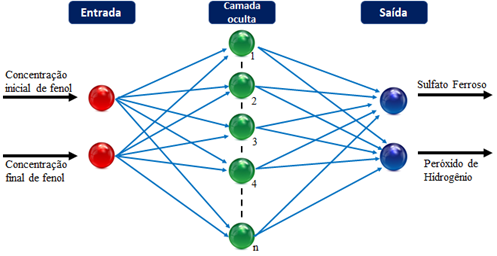 Entrada
Camada
oculta
Saída
Concentração
inicial de fenol
Concentração
final de fenol
1
2
3
4
n
Sulfato Ferroso
Peróxido de
Hidrogênio